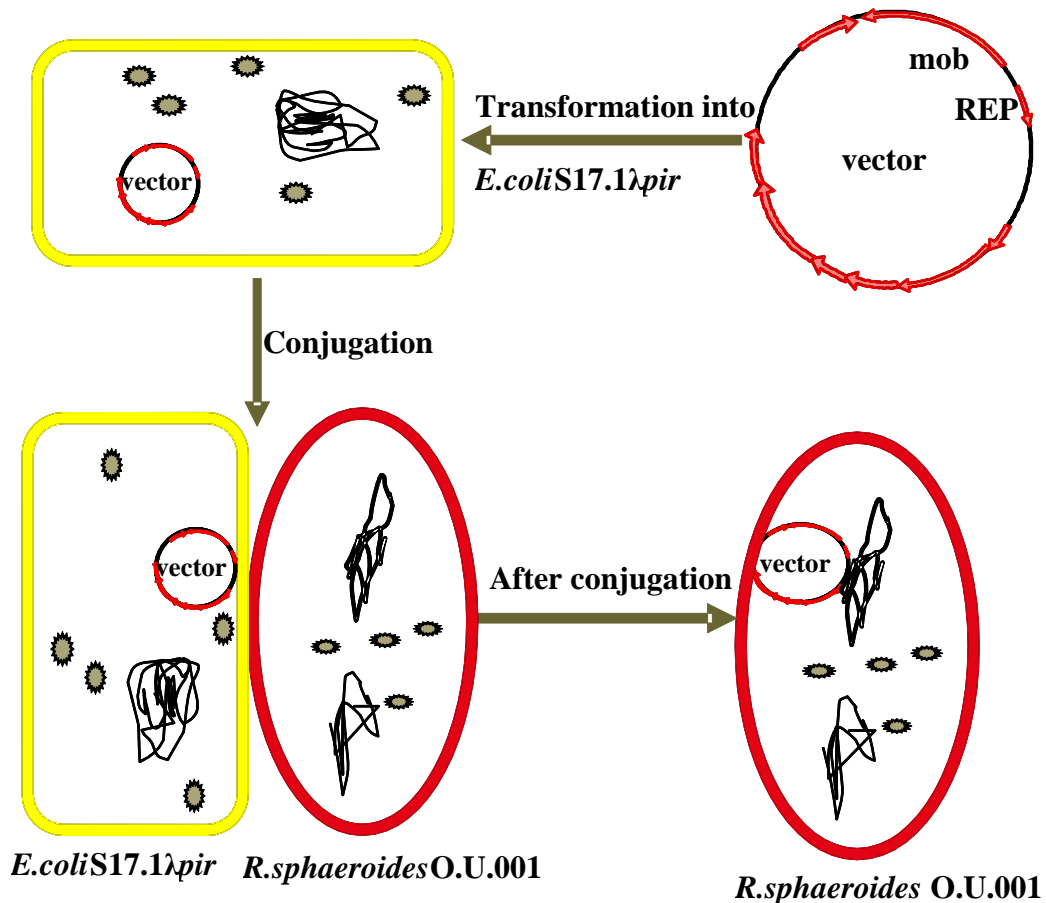 mob
REP
vector
Transformation into
E.coliS17.1λpir
vector
Conjugation
vector
After conjugation
vector
E.coliS17.1λpir
R.sphaeroidesO.U.001
R.sphaeroides O.U.001